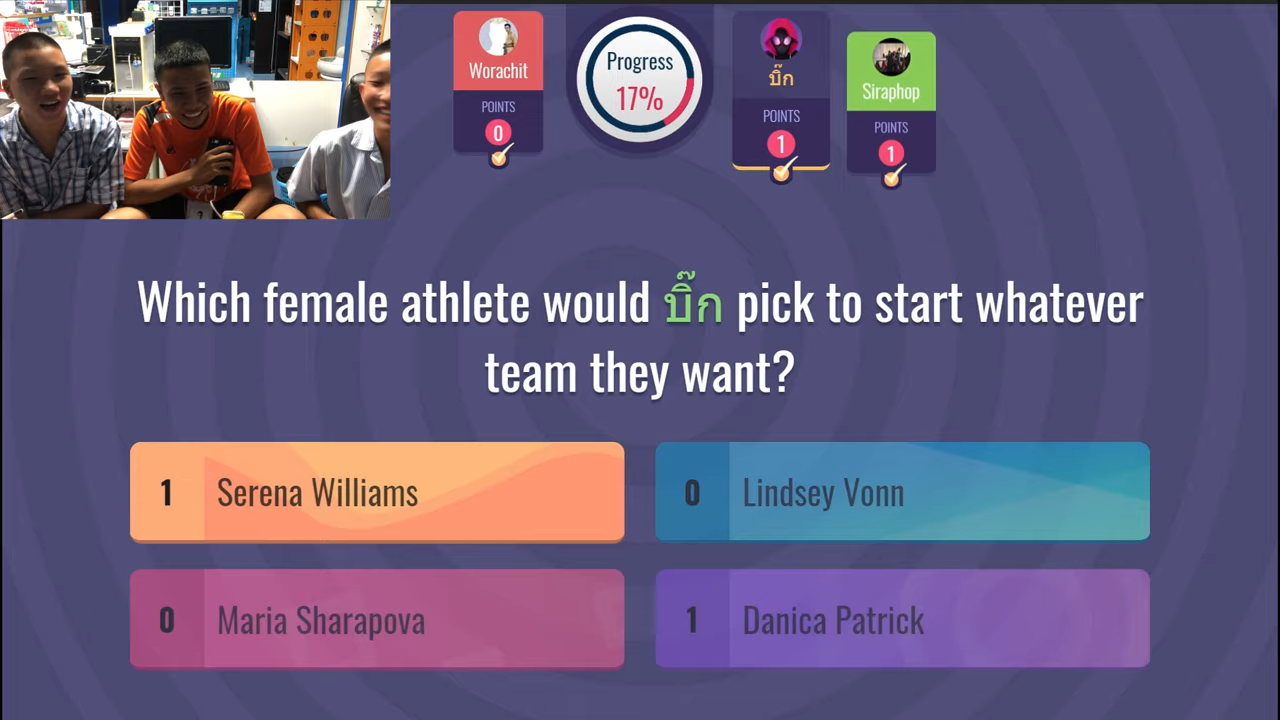 Worachit
POINTS
0
Progress
17%
บิ๊ก
POINTS
1
Siraphop
POINTS
1
Which female athlete would บิ๊ก pick to start whatever
team they want?
1 Serena Williams
0 Lindsey Vonn
0 Maria Sharapova
1 Danica Patrick